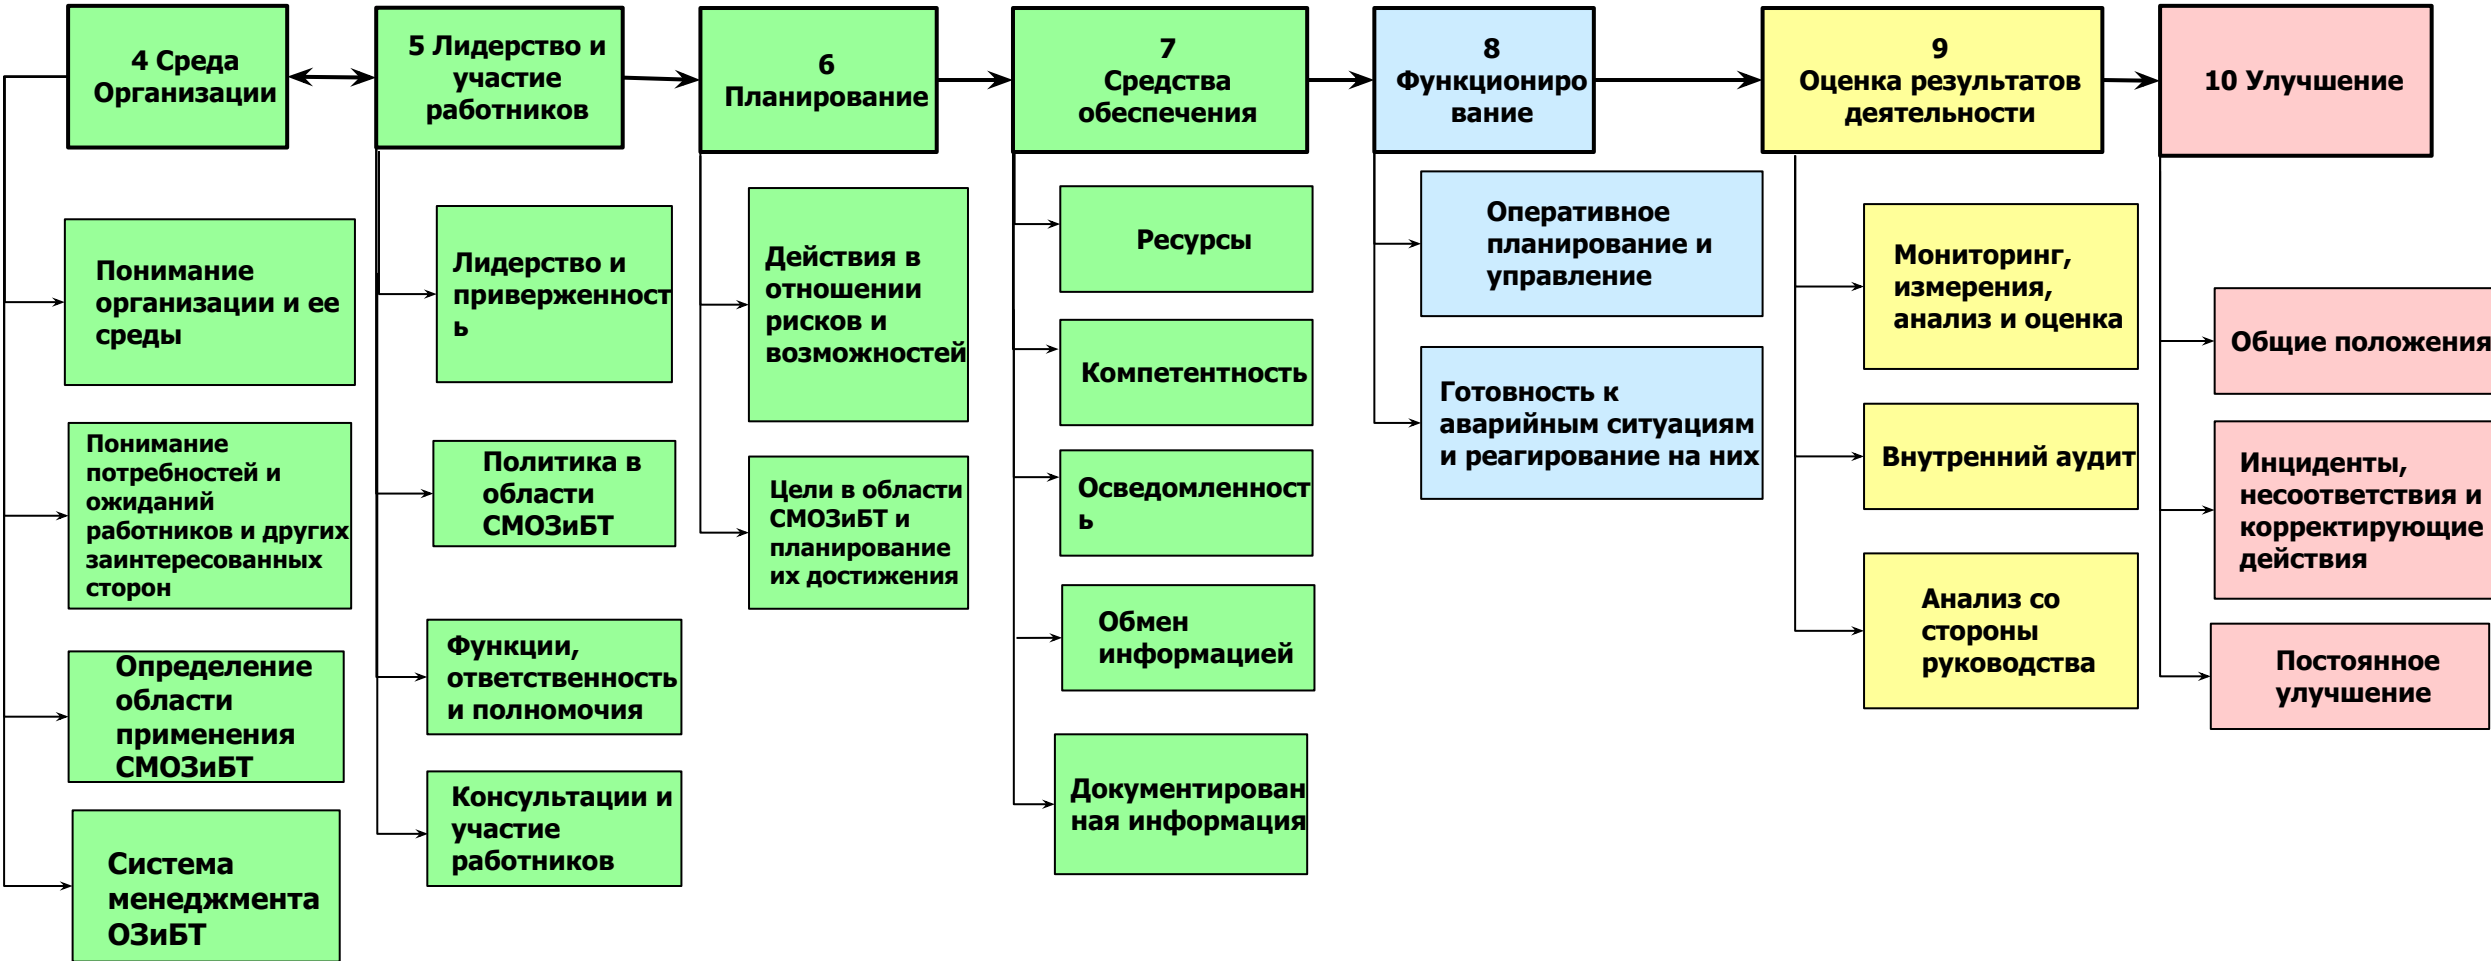 4 Среда
Организации
5 Лидерство и
участие
работников
6
Планирование
7
Средства
обеспечения
8
Функциониро
вание
9
Оценка результатов
деятельности
10 Улучшение
Понимание
организации и ее
среды
Понимание
потребностей и
ожиданий
работников и других
заинтересованных
сторон
Определение
области
применения
СМОЗиБТ
Система
менеджмента
ОЗиБТ
Лидерство и
приверженност
ь
Политика в
области
СМОЗиБТ
Функции,
ответственность
и полномочия
Консультации и
участие
работников
Действия в
отношении
рисков и
возможностей
Цели в области
СМОЗиБТ и
планирование
их достижения
Ресурсы
Компетентность
Осведомленност
ь
Обмен
информацией
Документирован
ная информация
Оперативное
планирование и
управление
Готовность к
аварийным ситуациям
и реагирование на них
Мониторинг,
измерения,
анализ и оценка
Внутренний аудит
Анализ со
стороны
руководства
Общие положения
Инциденты,
несоответствия и
корректирующие
действия
Постоянное
улучшение